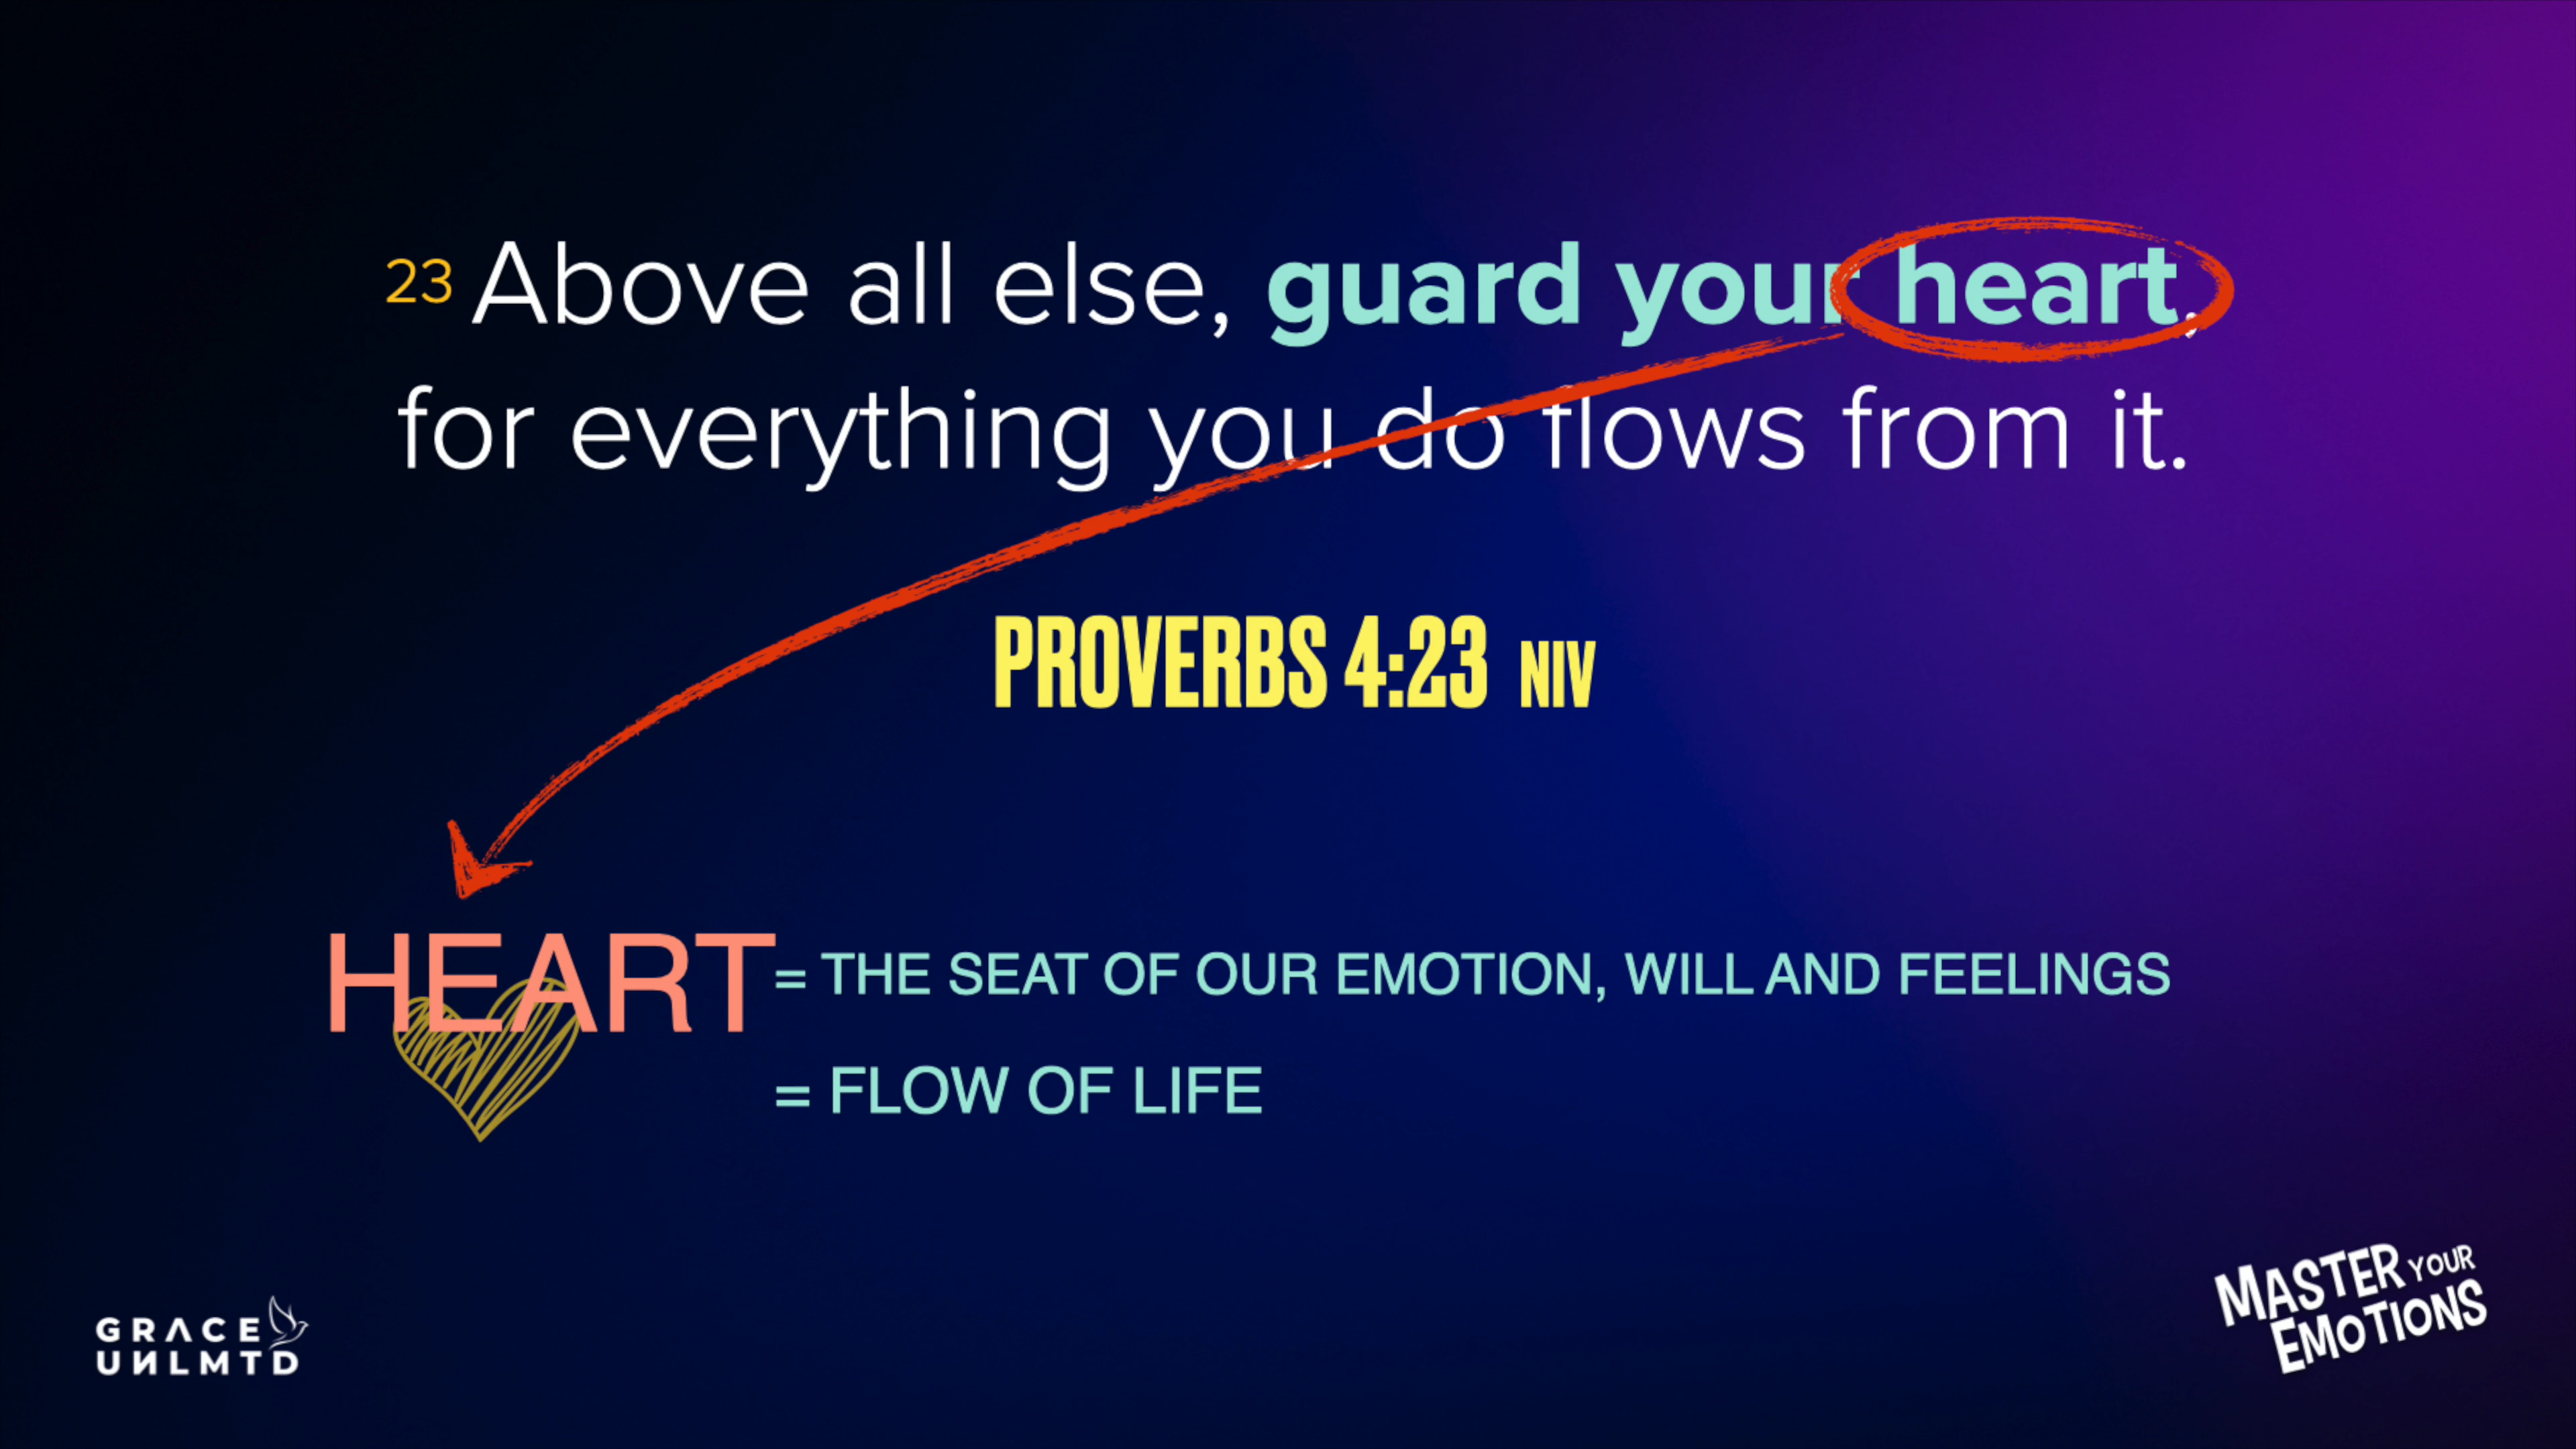 23 Above all else, guard your heart,
for everything you do flows from it.
PROVERBS 4:23 NIV
HEART = THE SEAT OF OUR EMOTION, WILL AND FEELINGS
= FLOW OF LIFE
GRACE
UNLMTD
MASTER YOUR
EMOTIONS